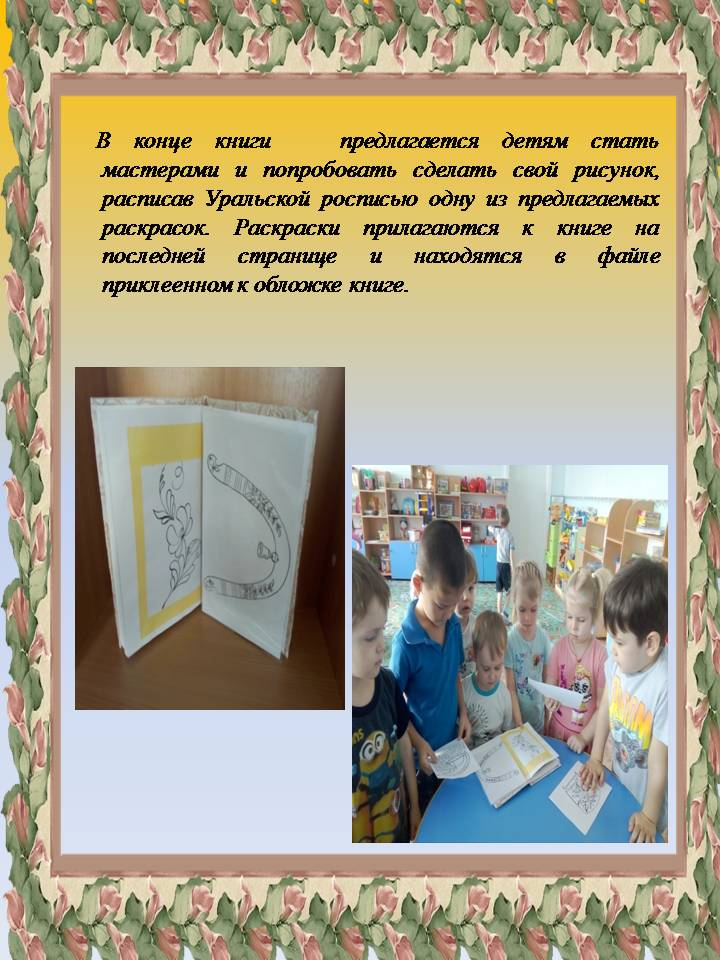 В конце книги предлагается детям стать
мастерами и попробовать сделать свой рисунок,
расписав Уральской росписью одну из предлагаемых
раскрасок. Раскраски прилагаются к книге на
последней странице и находятся в файле
приклеенном к обложке книге.